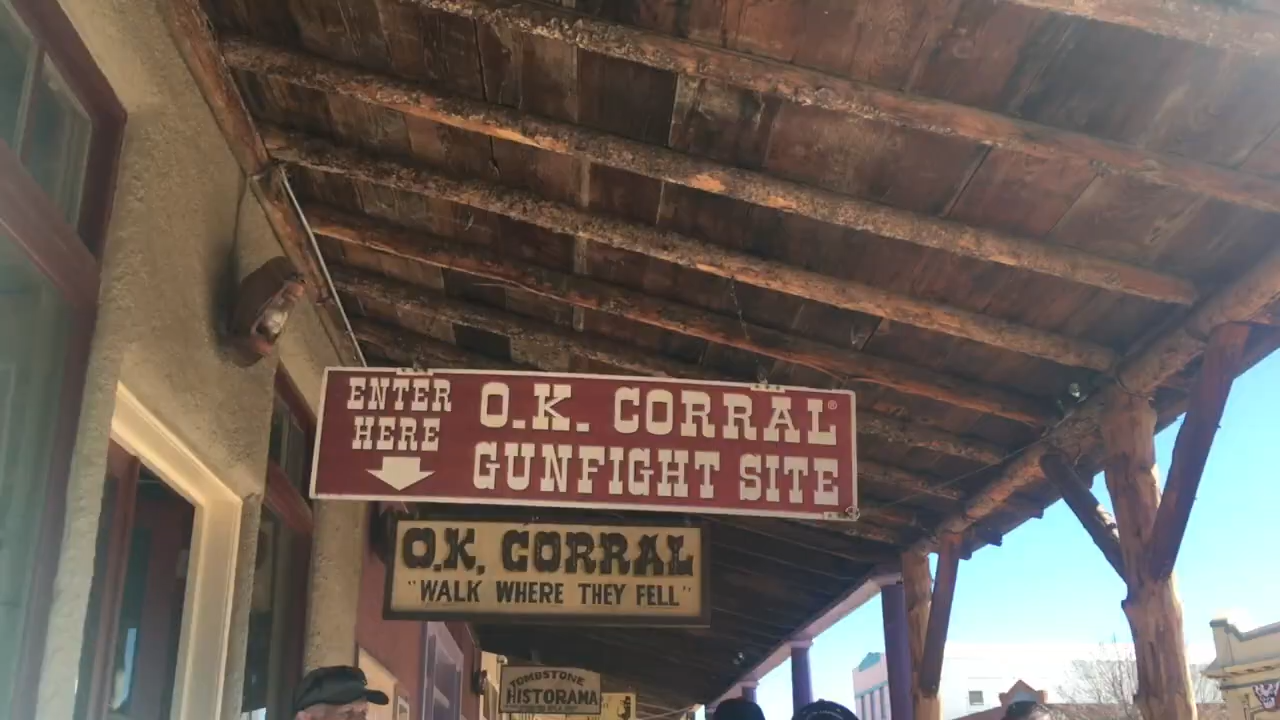 ENTER
HERE
O.K. CORRAL®
GUNFIGHT SITE
O.K. CORRAL
"WALK WHERE THEY FELL"
TOMBSTONE
HISTORAMA